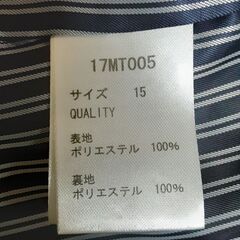 17MT005
サイズ 15
QUALITY
表地
ポリエステル 100%
裏地
ポリエステル 100%